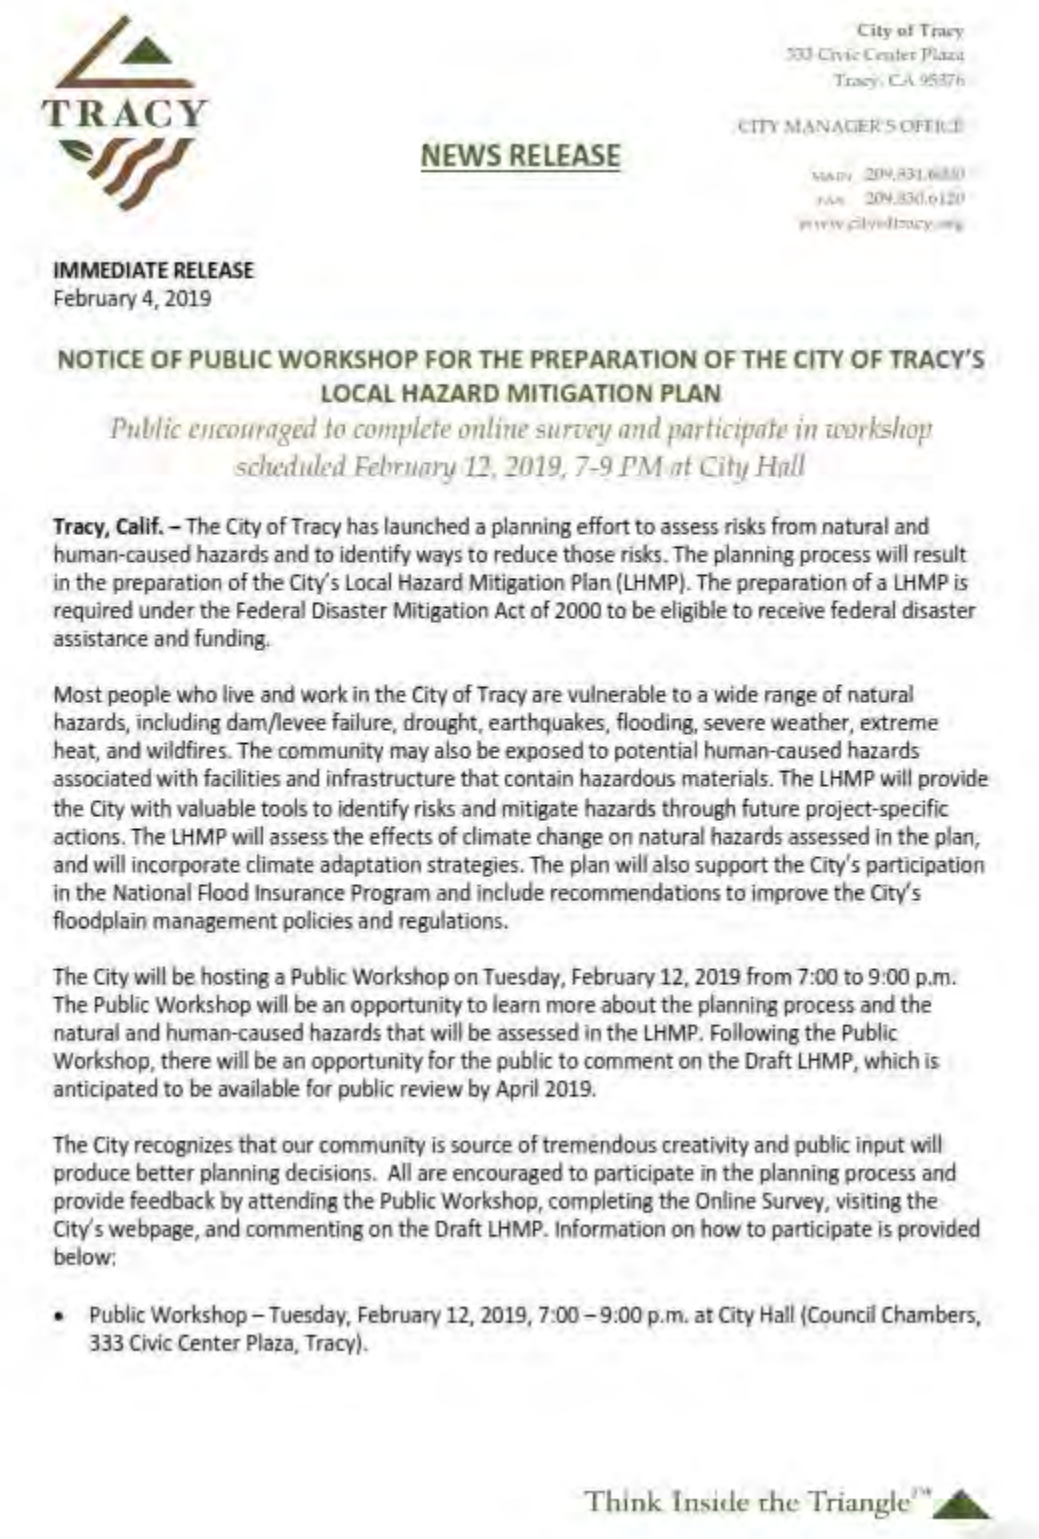 TRACY
City of Tracy
333 Civic Center Plaza
Tracy, CA 95376
CITY MANAGER'S OFFICE
MAIN
FAX 209.830.6120
www.cityoftracy.org
NEWS RELEASE
IMMEDIATE RELEASE
February 4, 2019
NOTICE OF PUBLIC WORKSHOP FOR THE PREPARATION OF THE CITY OF TRACY'S
LOCAL HAZARD MITIGATION PLAN
Public encouraged to complete online survey and participate in workshop
scheduled February 12, 2019, 7-9 PM at City Hall
Tracy, Calif. – The City of Tracy has launched a planning effort to assess risks from natural and
human-caused hazards and to identify ways to reduce those risks. The planning process will result
in the preparation of the City's Local Hazard Mitigation Plan (LHMP). The preparation of a LHMP is
required under the Federal Disaster Mitigation Act of 2000 to be eligible to receive federal disaster
assistance and funding.
Most people who live and work in the City of Tracy are vulnerable to a wide range of natural
hazards, including dam/levee failure, drought, earthquakes, flooding, severe weather, extreme
heat, and wildfires. The community may also be exposed to potential human-caused hazards
associated with facilities and infrastructure that contain hazardous materials. The LHMP will provide
the City with valuable tools to identify risks and mitigate hazards through future project-specific
actions. The LHMP will assess the effects of climate change on natural hazards assessed in the plan,
and will incorporate climate adaptation strategies. The plan will also support the City's participation
in the National Flood Insurance Program and include recommendations to improve the City's
floodplain management policies and regulations.
The City will be hosting a Public Workshop on Tuesday, February 12, 2019 from 7:00 to 9:00 p.m.
The Public Workshop will be an opportunity to learn more about the planning process and the
natural and human-caused hazards that will be assessed in the LHMP. Following the Public
Workshop, there will be an opportunity for the public to comment on the Draft LHMP, which is
anticipated to be available for public review by April 2019.
The City recognizes that our community is source of tremendous creativity and public input will
produce better planning decisions.  All are encouraged to participate in the planning process and
provide feedback by attending the Public Workshop, completing the Online Survey, visiting the
City's webpage, and commenting on the Draft LHMP. Information on how to participate is provided
below:
• Public Workshop – Tuesday, February 12, 2019, 7:00 – 9:00 p.m. at City Hall (Council Chambers,
333 Civic Center Plaza, Tracy).
Think Inside the Triangle™